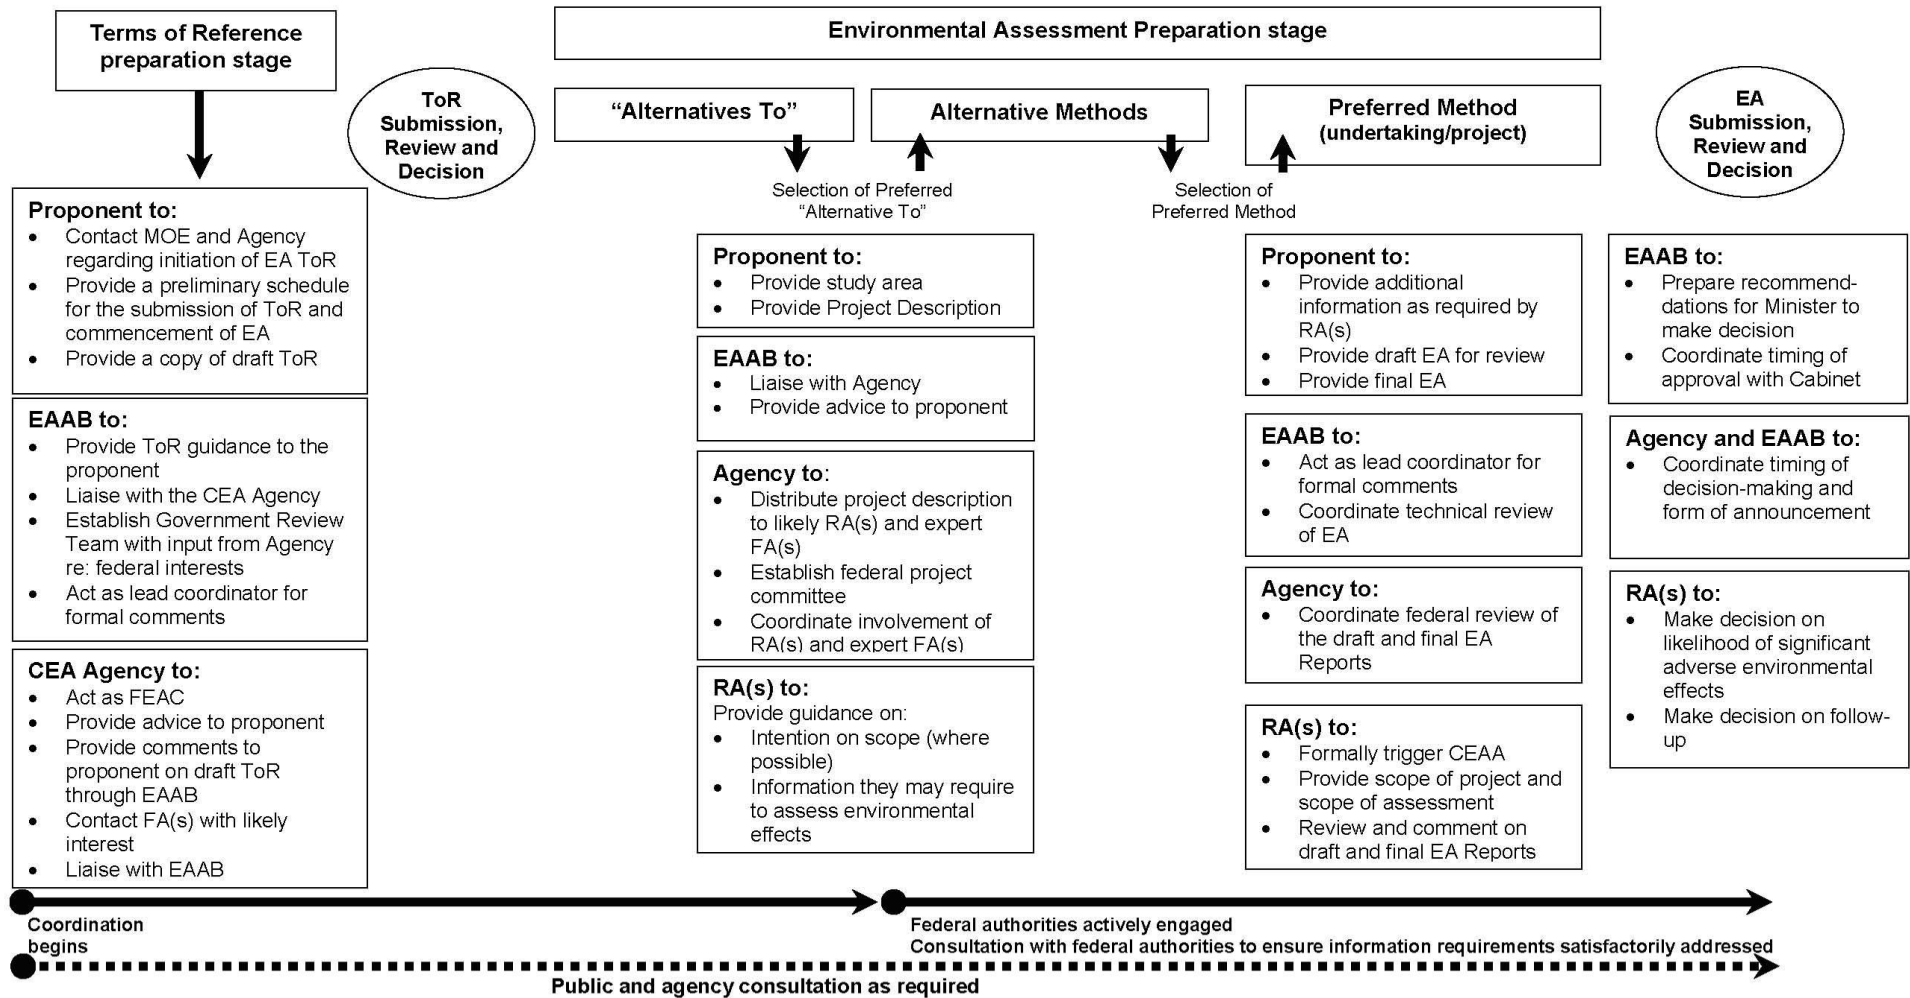 Terms of Reference
preparation stage
Environmental Assessment Preparation stage
ToR
Submission,
Review and
Decision
“Alternatives To”
Alternative Methods
Preferred Method
(undertaking/project)
EA
Submission,
Review and
Decision
Selection of Preferred
“Alternative To”
Selection of
Preferred Method
Proponent to:
• Contact MOE and Agency
regarding initiation of EA ToR
• Provide a preliminary schedule
for the submission of ToR and
commencement of EA
• Provide a copy of draft ToR
EAAB to:
• Provide ToR guidance to the
proponent
• Liaise with the CEA Agency
• Establish Government Review
Team with input from Agency
re: federal interests
• Act as lead coordinator for
formal comments
CEA Agency to:
• Act as FEAC
• Provide advice to proponent
• Provide comments to
proponent on draft ToR
through EAAB
• Contact FA(s) with likely
interest
• Liaise with EAAB
Proponent to:
• Provide study area
• Provide Project Description
EAAB to:
• Liaise with Agency
• Provide advice to proponent
Agency to:
• Distribute project description
to likely RA(s) and expert
FA(s)
• Establish federal project
committee
• Coordinate involvement of
RA(s) and expert FA(s)
RA(s) to:
Provide guidance on:
• Intention on scope (where
possible)
• Information they may require
to assess environmental
effects
Proponent to:
• Provide additional
information as required by
RA(s)
• Provide draft EA for review
• Provide final EA
EAAB to:
• Act as lead coordinator for
formal comments
• Coordinate technical review
of EA
Agency to:
• Coordinate federal review of
the draft and final EA
Reports
RA(s) to:
• Formally trigger CEAA
• Provide scope of project and
scope of assessment
• Review and comment on
draft and final EA Reports
EAAB to:
• Prepare recommend-
dations for Minister to
make decision
• Coordinate timing of
approval with Cabinet
Agency and EAAB to:
• Coordinate timing of
decision-making and
form of announcement
RA(s) to:
• Make decision on
likelihood of significant
adverse environmental
effects
• Make decision on follow-
up
Coordination
begins
Federal authorities actively engaged
Consultation with federal authorities to ensure information requirements satisfactorily addressed
Public and agency consultation as required